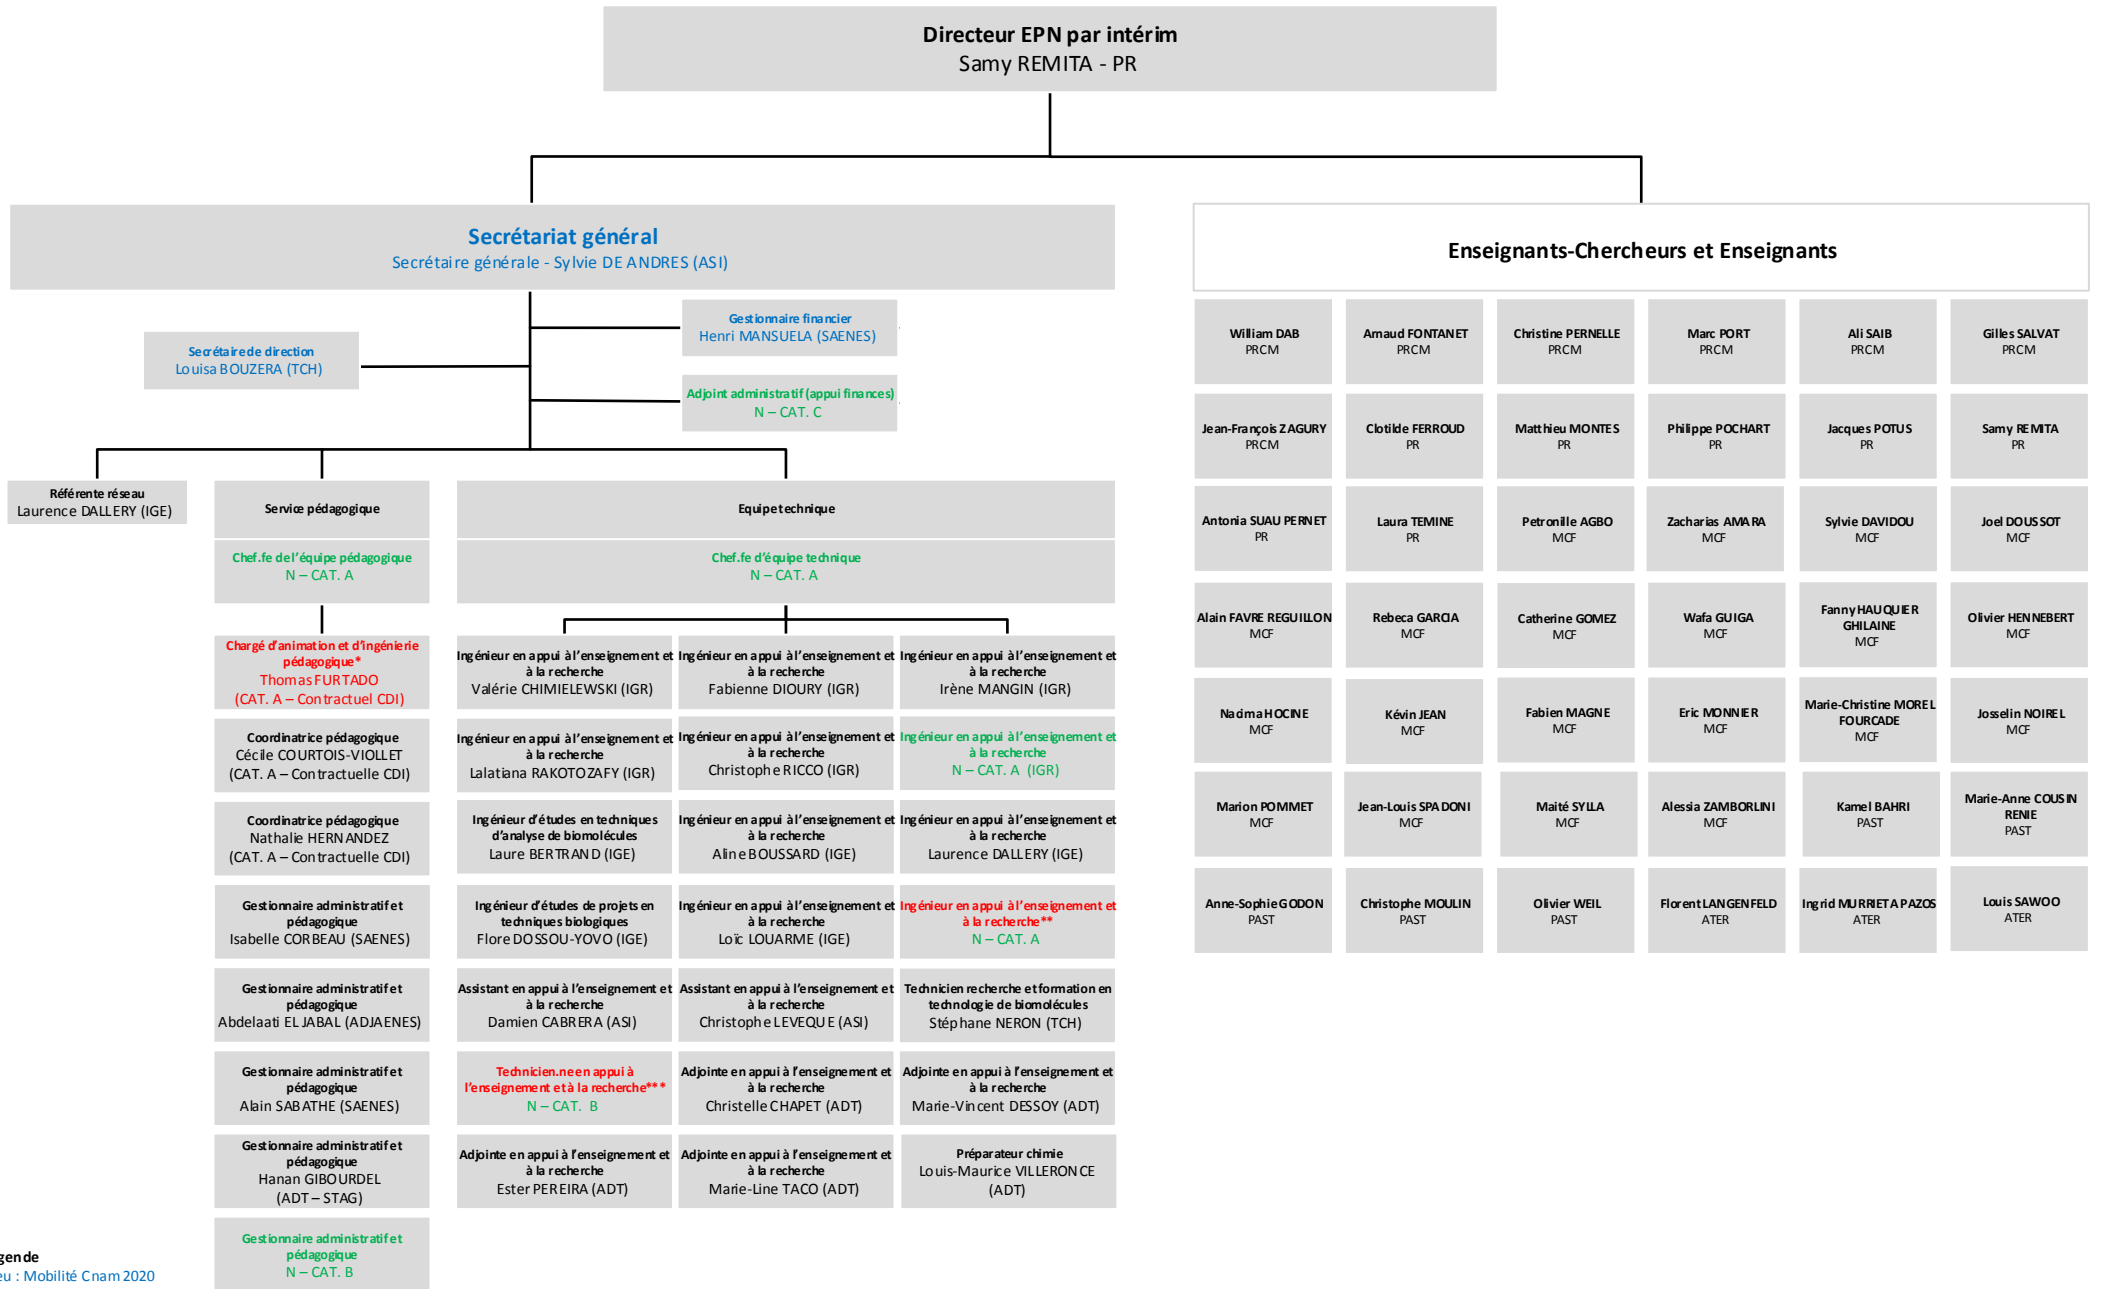 Directeur EPN par intérim
Samy REMITA - PR
Secrétariat général
Secrétaire générale - Sylvie DE ANDRES (ASI)
Gestionnaire financier
Henri MANSUELA (SAENES)
Secrétaire de direction
Louisa BOUZERA (TCH)
Adjoint administratif (appui finances)
N – CAT. C
Référente réseau
Laurence DALLERY (IGE)
Service pédagogique
Chef.fe de l'équipe pédagogique
N – CAT. A
Chargé d'animation et d'ingénierie
pédagogique*
Thomas FURTADO
(CAT. A – Contractuel CDI)
Coordinatrice pédagogique
Cécile COURTOIS-VIOLLET
(CAT. A – Contractuelle CDI)
Coordinatrice pédagogique
Nathalie HERNANDEZ
(CAT. A – Contractuelle CDI)
Gestionnaire administratif et
pédagogique
Isabelle CORBEAU (SAENES)
Gestionnaire administratif et
pédagogique
Abdelaati EL JABAL (ADJAENES)
Gestionnaire administratif et
pédagogique
Alain SABATHE (SAENES)
Gestionnaire administratif et
pédagogique
Hanan GIBOURDEL
(ADT – STAG)
Gestionnaire administratif et
pédagogique
N – CAT. B
Equipe technique
Chef.fe d'équipe technique
N – CAT. A
Ingénieur en appui à l'enseignement et
à la recherche
Valérie CHIMIELEWSKI (IGR)
Ingénieur en appui à l'enseignement et
à la recherche
Fabienne DIOURY (IGR)
Ingénieur en appui à l'enseignement et
à la recherche
Irène MANGIN (IGR)
Ingénieur en appui à l'enseignement et
à la recherche
Lalatiana RAKOTOZAFY (IGR)
Ingénieur en appui à l'enseignement et
à la recherche
Christophe RICCO (IGR)
Ingénieur en appui à l'enseignement et
à la recherche
N – CAT. A (IGR)
Ingénieur d'études en techniques
d'analyse de biomolécules
Laure BERTRAND (IGE)
Ingénieur en appui à l'enseignement et
à la recherche
Aline BOUSSARD (IGE)
Ingénieur en appui à l'enseignement et
à la recherche
Laurence DALLERY (IGE)
Ingénieur d'études de projets en
techniques biologiques
Flore DOSSOU-YOVO (IGE)
Ingénieur en appui à l'enseignement et
à la recherche
Loïc LOUARME (IGE)
Ingénieur en appui à l'enseignement et
à la recherche**
N – CAT. A
Assistant en appui à l'enseignement et
à la recherche
Damien CABRERA (ASI)
Assistant en appui à l'enseignement et
à la recherche
Christophe LEVEQUE (ASI)
Technicien recherche et formation en
technologie de biomolécules
Stéphane NERON (TCH)
Technicien.ne en appui à
l'enseignement et à la recherche***
N – CAT. B
Adjointe en appui à l'enseignement et
à la recherche
Christelle CHAPET (ADT)
Adjointe en appui à l'enseignement et
à la recherche
Marie-Vincent DESSOY (ADT)
Adjointe en appui à l'enseignement et
à la recherche
Ester PEREIRA (ADT)
Adjointe en appui à l'enseignement et
à la recherche
Marie-Line TACO (ADT)
Préparateur chimie
Louis-Maurice VILLERONCE
(ADT)
Enseignants-Chercheurs et Enseignants
William DAB
PRCM
Arnaud FONTANET
PRCM
Christine PERNELLE
PRCM
Marc PORT
PRCM
Ali SAIB
PRCM
Gilles SALVAT
PRCM
Jean-François ZAGURY
PRCM
Clotilde FERROUD
PR
Matthieu MONTES
PR
Philippe POCHART
PR
Jacques POTUS
PR
Samy REMITA
PR
Antonia SUAU PERNET
PR
Laura TEMINE
PR
Petronille AGBO
MCF
Zacharias AMARA
MCF
Sylvie DAVIDOU
MCF
Joel DOUSSOT
MCF
Alain FAVRE REGUILLON
MCF
Rebeca GARCIA
MCF
Catherine GOMEZ
MCF
Wafa GUIGA
MCF
Fanny HAUQUIER
GHILAINE
MCF
Olivier HENNEBERT
MCF
Nacima HOCINE
MCF
Kévin JEAN
MCF
Fabien MAGNE
MCF
Eric MONNIER
MCF
Marie-Christine MOREL
FOURCADE
MCF
Josselin NOIREL
MCF
Marion POMMET
MCF
Jean-Louis SPADONI
MCF
Maité SYLLA
MCF
Alessia ZAMBORLINI
MCF
Kamel BAHRI
PAST
Marie-Anne COUSIN
RENIE
PAST
Anne-Sophie GODON
PAST
Christophe MOULIN
PAST
Olivier WEIL
PAST
Florent LANGENFELD
ATER
Ingrid MURRIETA PAZOS
ATER
Louis SAWOO
ATER
gende
eu : Mobilité Cnam 2020